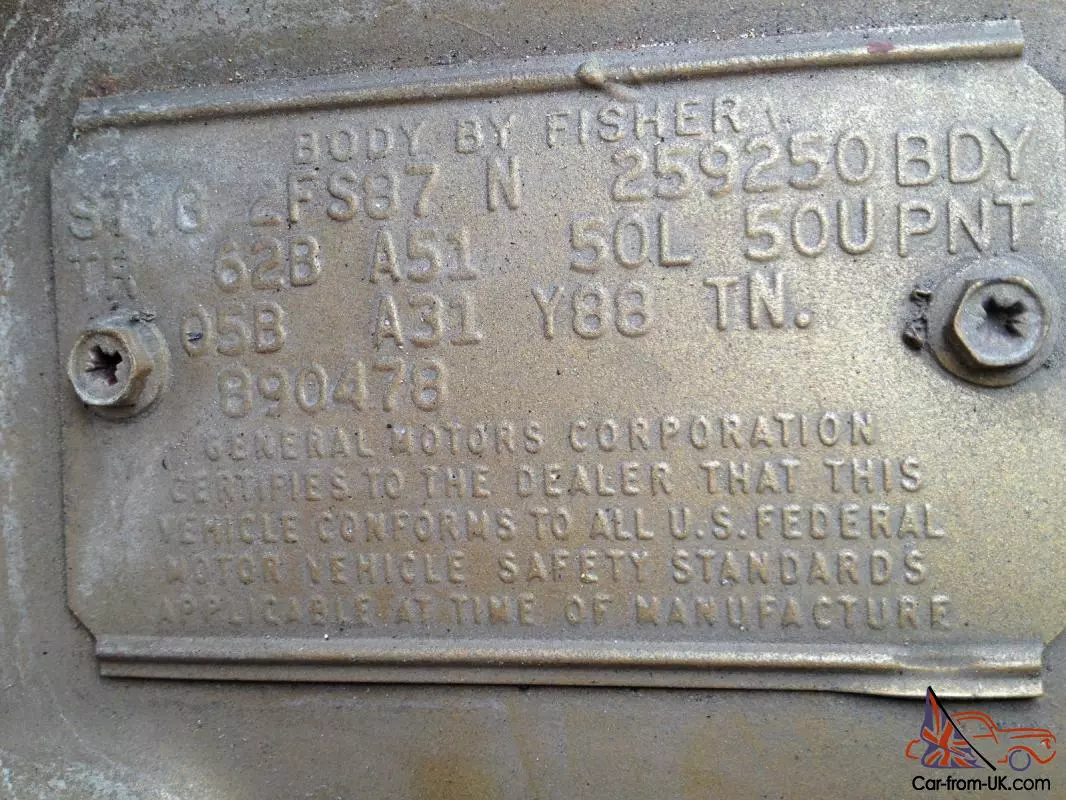 BODY BY FISHER
2FS87 N 259250 BDY
TR 62B A51 50L 50U PNT
05B A31 Y88 TN.
890478
GENERAL MOTORS CORPORATION
CERTIFIES TO THE DEALER THAT THIS
VEHICLE CONFORMS TO ALL U.S. FEDERAL
MOTOR VEHICLE SAFETY STANDARDS
APPLICABLE AT TIME OF MANUFACTURE
Car-from-UK.com